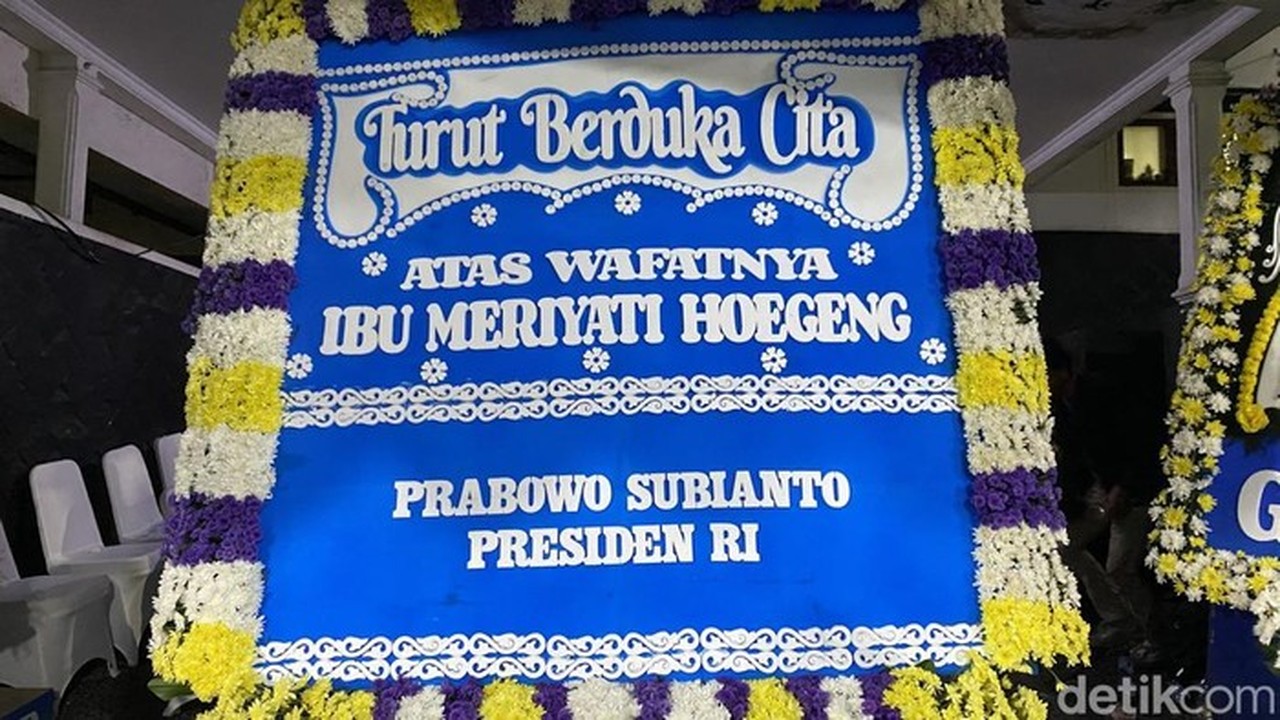 Turut Berduka Cita
ATAS WAFATNYA
IBU MERIYATI HOEGENG
PRABOWO SUBIANTO
PRESIDEN RI
G
detikcom